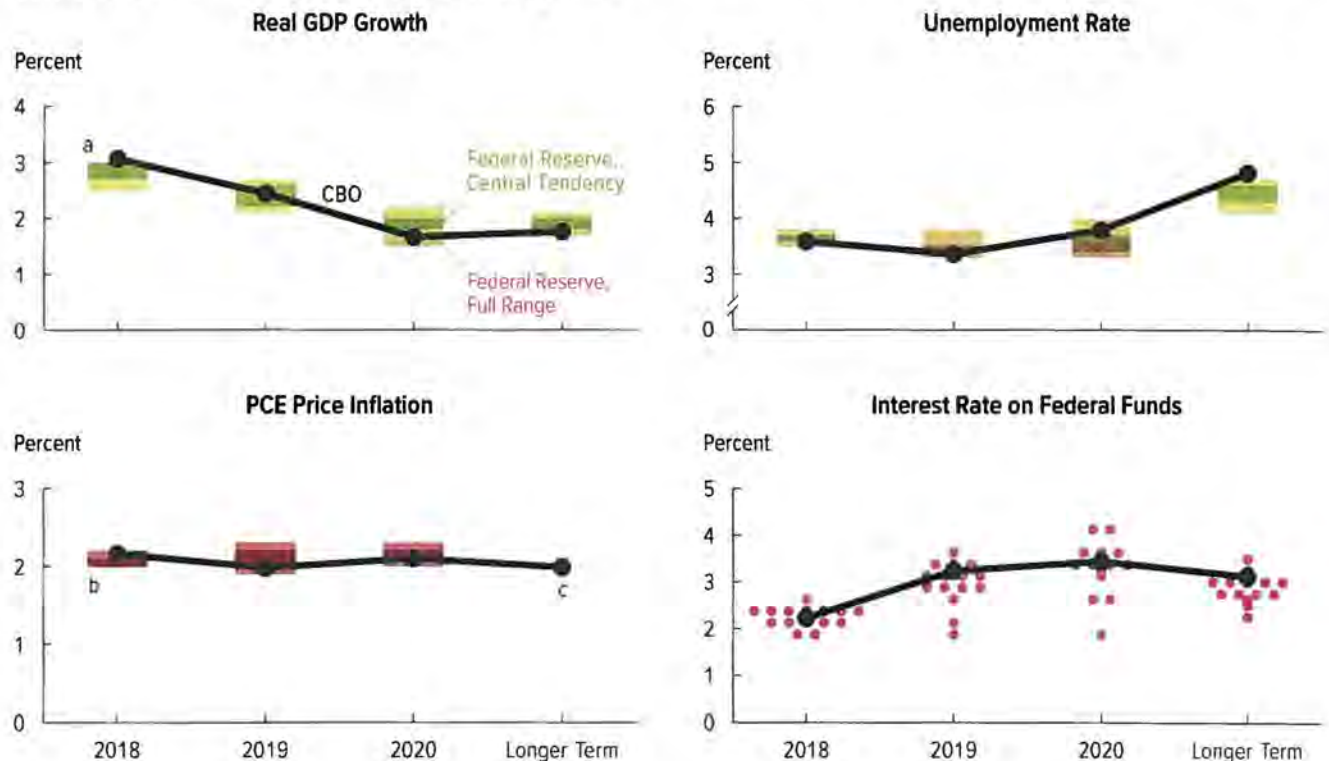 Real GDP Growth
Percent
4
3
2
1
0
a
CBO
Federal Reserve,
Central Tendency
Federal Reserve,
Full Range
Unemployment Rate
Percent
6
5
4
3
0
PCE Price Inflation
Percent
3
2
1
0
b
c
2018
2019
2020
Longer Term
Interest Rate on Federal Funds
Percent
5
4
3
2
1
0
2018
2019
2020
Longer Term